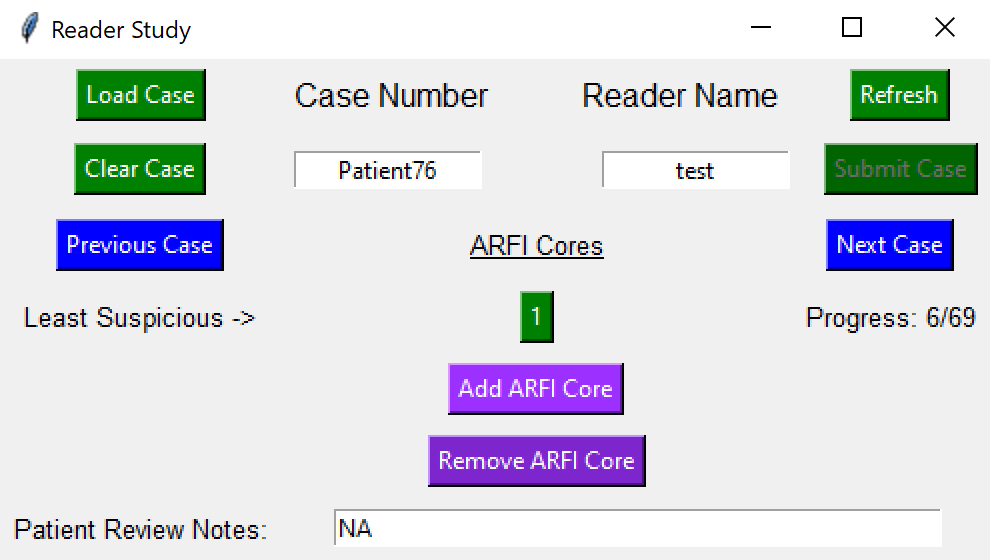 Reader Study
Load Case Case Number Reader Name Refresh
Clear Case Patient76 test Submit Case
Previous Case ARFI Cores Next Case
Least Suspicious -> 1 Progress: 6/69
Add ARFI Core
Remove ARFI Core
Patient Review Notes: NA